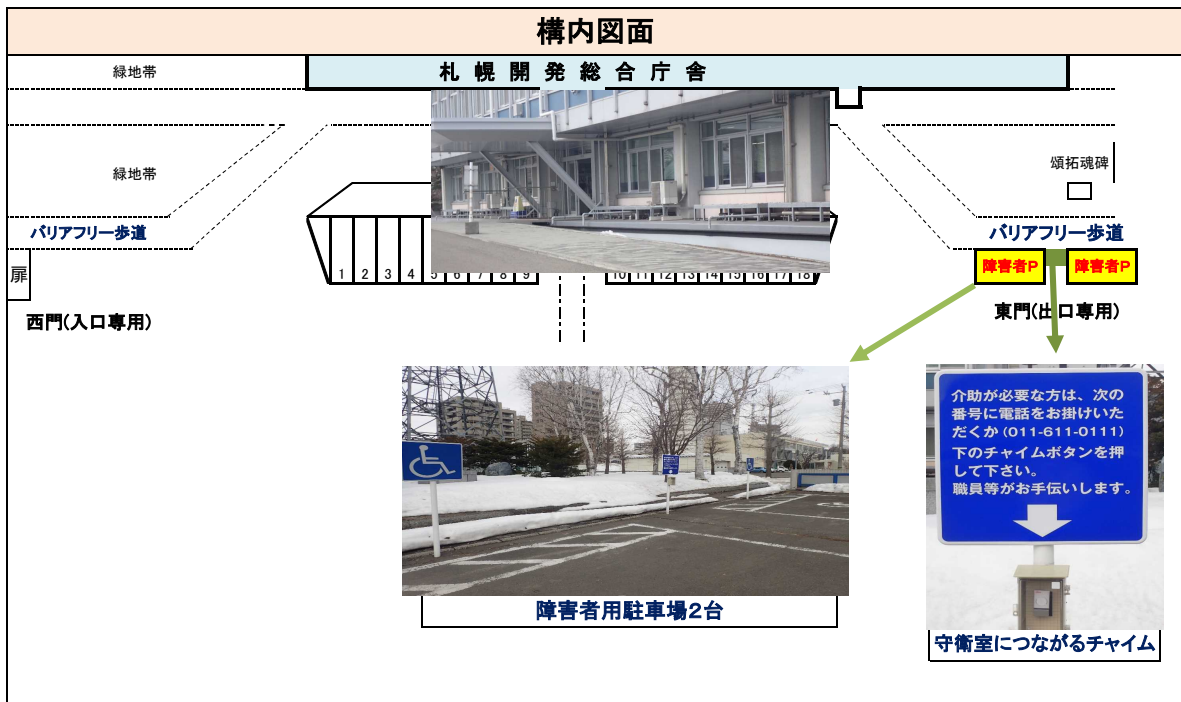 構内図面
札幌開発総合庁舎
緑地帯
緑地帯
頌拓魂碑
バリアフリー歩道
バリアフリー歩道
扉
1 2 3 4 5 6 7 8 9
10 11 12 13 14 15 16 17 18
障害者P
障害者P
西門(入口専用)
東門(出口専用)
介助が必要な方は、次の
番号に電話をお掛けいた
だくか(011-611-0111)
下のチャイムボタンを押
して下さい。
職員等がお手伝いします。
障害者用駐車場2台
守衛室につながるチャイム